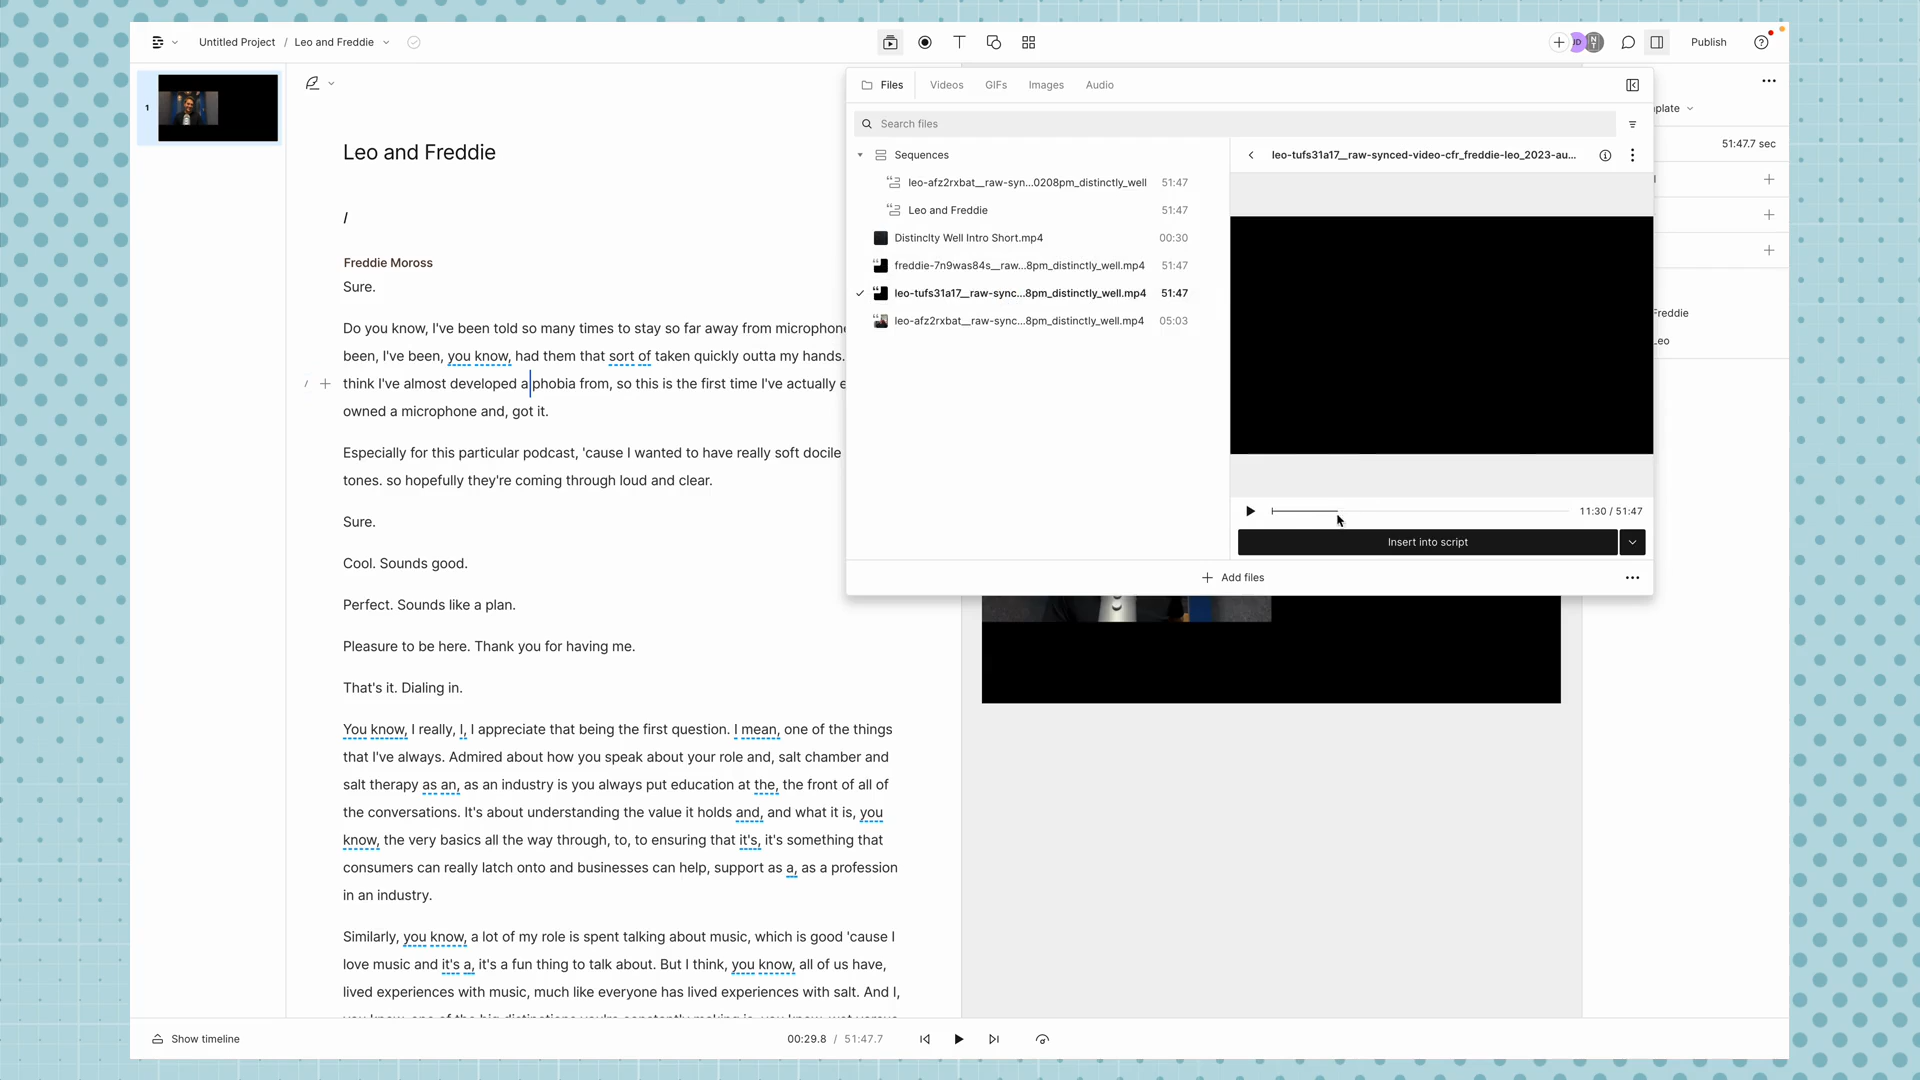 Untitled Project / Leo and Freddie
Publish
1
Leo and Freddie
/
Freddie Moross
Sure.
Do you know, I've been told so many times to stay so far away from microphone
been, I've been, you know, had them that sort of taken quickly outta my hands.
/ think I've almost developed a phobia from, so this is the first time I've actually e
owned a microphone and, got it.
Especially for this particular podcast, 'cause I wanted to have really soft docile
tones. so hopefully they're coming through loud and clear.
Sure.
Cool. Sounds good.
Perfect. Sounds like a plan.
Pleasure to be here. Thank you for having me.
That's it. Dialing in.
You know, I really, I, I appreciate that being the first question. I mean, one of the things
that I've always. Admired about how you speak about your role and, salt chamber and
salt therapy as an, as an industry is you always put education at the, the front of all of
the conversations. It's about understanding the value it holds and, and what it is, you
know, the very basics all the way through, to, to ensuring that it's, it's something that
consumers can really latch onto and businesses can help, support as a, as a profession
in an industry.
Similarly, you know, a lot of my role is spent talking about music, which is good 'cause I
love music and it's a, it's a fun thing to talk about. But I think, you know, all of us have,
lived experiences with music, much like everyone has lived experiences with salt. And I,
Files
Videos
GIFs
Images
Audio
Search files
Sequences
leo-afz2rxbat__raw-syn...0208pm_distinctly_well 51:47
Leo and Freddie 51:47
Distinclty Well Intro Short.mp4 00:30
freddie-7n9was84s__raw...8pm_distinctly_well.mp4 51:47
leo-tufs31a17__raw-sync...8pm_distinctly_well.mp4 51:47
leo-afz2rxbat__raw-sync...8pm_distinctly_well.mp4 05:03
leo-tufs31a17__raw-synced-video-cfr_freddie-leo_2023-au...
11:30 / 51:47
Insert into script
Add files
plate
51:47.7 sec
Freddie
Leo
Show timeline
00:29.8 / 51:47.7